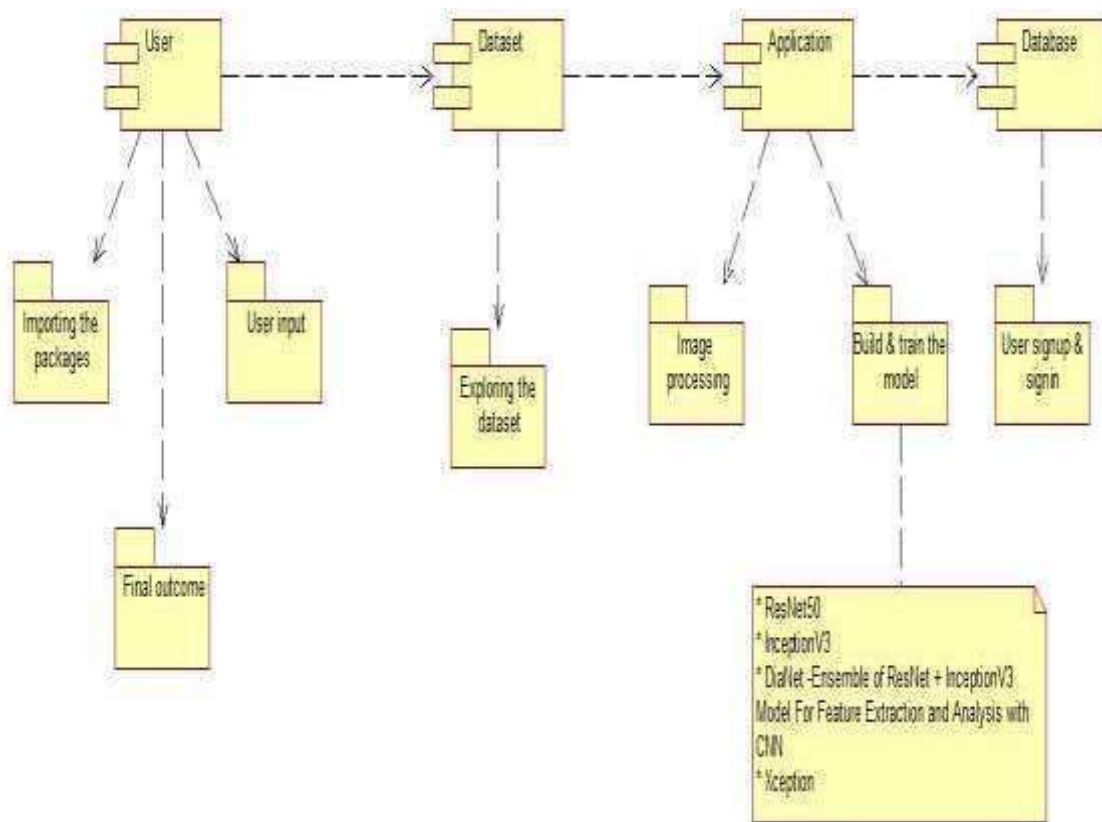 User
Dataset
Application
Database
Importing the
packages
User input
Exploring the
dataset
Image
processing
Build & train the
model
User signup &
signin
Final outcome
* ResNet50
* InceptionV3
* DiaNet -Ensemble of ResNet + InceptionV3
Model For Feature Extraction and Analysis with
CNN
* Xception